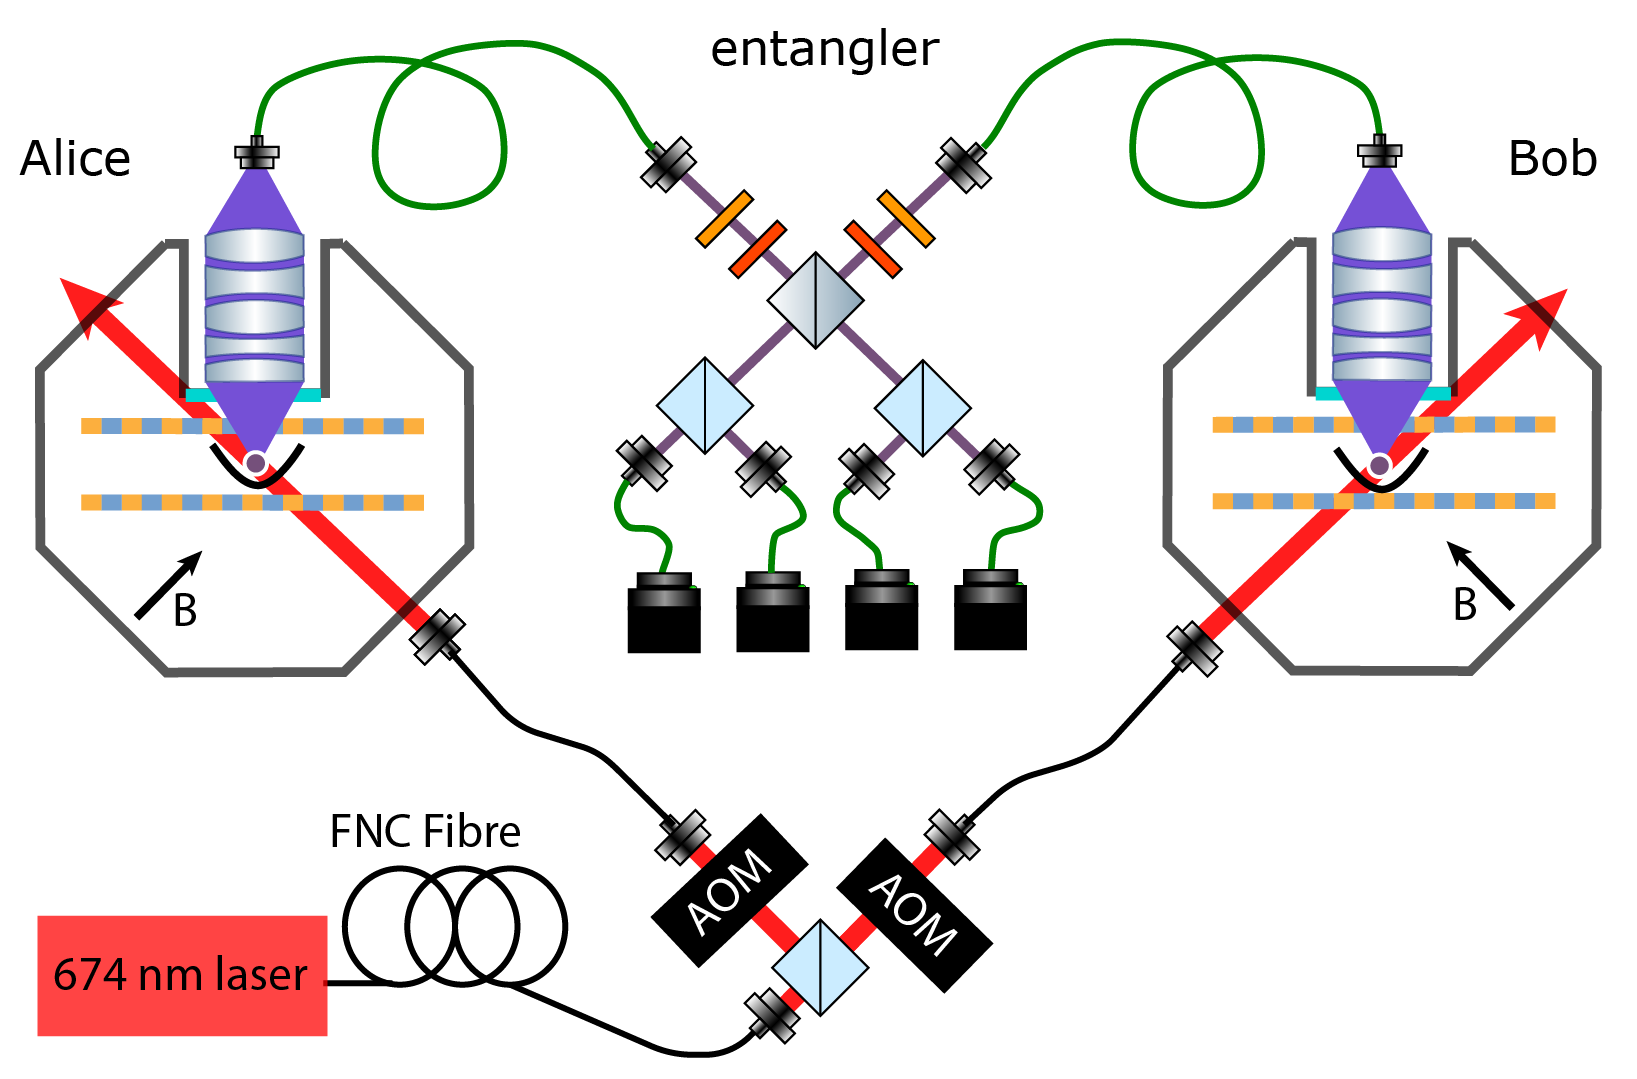 entangler
Alice
Bob
B
B
FNC Fibre
AOM
AOM
674 nm laser